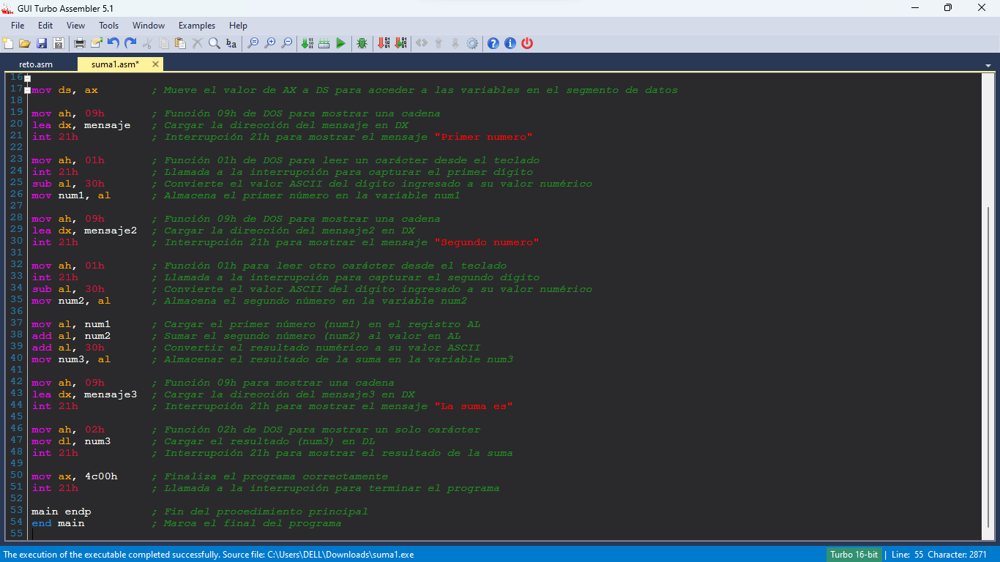 GUI Turbo Assembler 5.1
File Edit View Tools Window Examples Help
reto.asm suma1.asm*
16
17 mov ds, ax ; Mueve el valor de AX a DS para acceder a las variables en el segmento de datos
18
19 mov ah, 09h ; Función 09h de DOS para mostrar una cadena
20 lea dx, mensaje ; Cargar la dirección del mensaje en DX
21 int 21h ; Interrupción 21h para mostrar el mensaje "Primer numero"
22
23 mov ah, 01h ; Función 01h de DOS para leer un carácter desde el teclado
24 int 21h ; Llamada a la interrupción para capturar el primer dígito
25 sub al, 30h ; Convierte el valor ASCII del dígito ingresado a su valor numérico
26 mov num1, al ; Almacena el primer número en la variable num1
27
28 mov ah, 09h ; Función 09h de DOS para mostrar una cadena
29 lea dx, mensaje2 ; Cargar la dirección del mensaje2 en DX
30 int 21h ; Interrupción 21h para mostrar el mensaje "Segundo numero"
31
32 mov ah, 01h ; Función 01h para leer otro carácter desde el teclado
33 int 21h ; Llamada a la interrupción para capturar el segundo dígito
34 sub al, 30h ; Convierte el valor ASCII del dígito ingresado a su valor numérico
35 mov num2, al ; Almacena el segundo número en la variable num2
36
37 mov al, num1 ; Cargar el primer número (num1) en el registro AL
38 add al, num2 ; Sumar el segundo número (num2) al valor en AL
39 add al, 30h ; Convertir el resultado numérico a su valor ASCII
40 mov num3, al ; Almacenar el resultado de la suma en la variable num3
41
42 mov ah, 09h ; Función 09h para mostrar una cadena
43 lea dx, mensaje3 ; Cargar la dirección del mensaje3 en DX
44 int 21h ; Interrupción 21h para mostrar el mensaje "La suma es"
45
46 mov ah, 02h ; Función 02h de DOS para mostrar un solo carácter
47 mov dl, num3 ; Cargar el resultado (num3) en DL
48 int 21h ; Interrupción 21h para mostrar el resultado de la suma
49
50 mov ax, 4c00h ; Finaliza el programa correctamente
51 int 21h ; Llamada a la interrupción para terminar el programa
52
53 main endp ; Fin del procedimiento principal
54 end main ; Marca el final del programa
55
The execution of the executable completed successfully. Source file: C:\Users\DELL\Downloads\suma1.exe Turbo 16-bit | Line: 55 Character: 2871